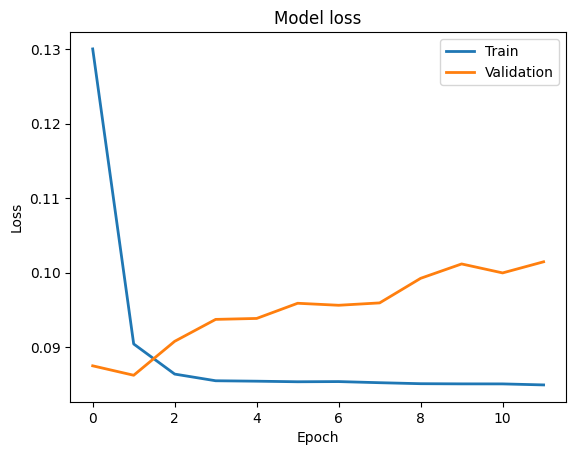 Model loss
0.13
0.12
0.11
0.10
0.09
Loss
Train
Validation
0 2 4 6 8 10
Epoch